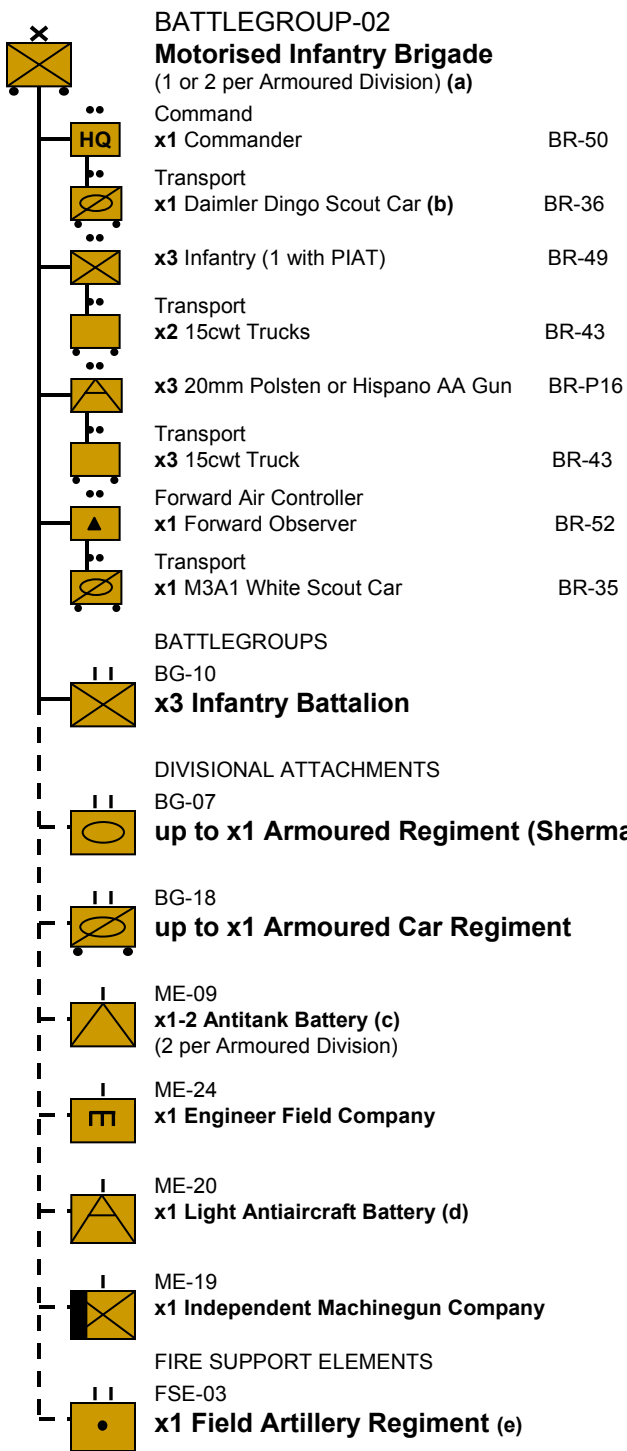 BATTLEGROUP-02
Motorised Infantry Brigade
(1 or 2 per Armoured Division) (a)
Command
HQ x1 Commander BR-50
Transport
x1 Daimler Dingo Scout Car (b) BR-36
x3 Infantry (1 with PIAT) BR-49
Transport
x2 15cwt Trucks BR-43
x3 20mm Polsten or Hispano AA Gun BR-P16
Transport
x3 15cwt Truck BR-43
Forward Air Controller
x1 Forward Observer BR-52
Transport
x1 M3A1 White Scout Car BR-35
BATTLEGROUPS
BG-10
x3 Infantry Battalion
DIVISIONAL ATTACHMENTS
BG-07
up to x1 Armoured Regiment (Sherma
BG-18
up to x1 Armoured Car Regiment
ME-09
x1-2 Antitank Battery (c)
(2 per Armoured Division)
ME-24
x1 Engineer Field Company
ME-20
x1 Light Antiaircraft Battery (d)
ME-19
x1 Independent Machinegun Company
FIRE SUPPORT ELEMENTS
FSE-03
x1 Field Artillery Regiment (e)